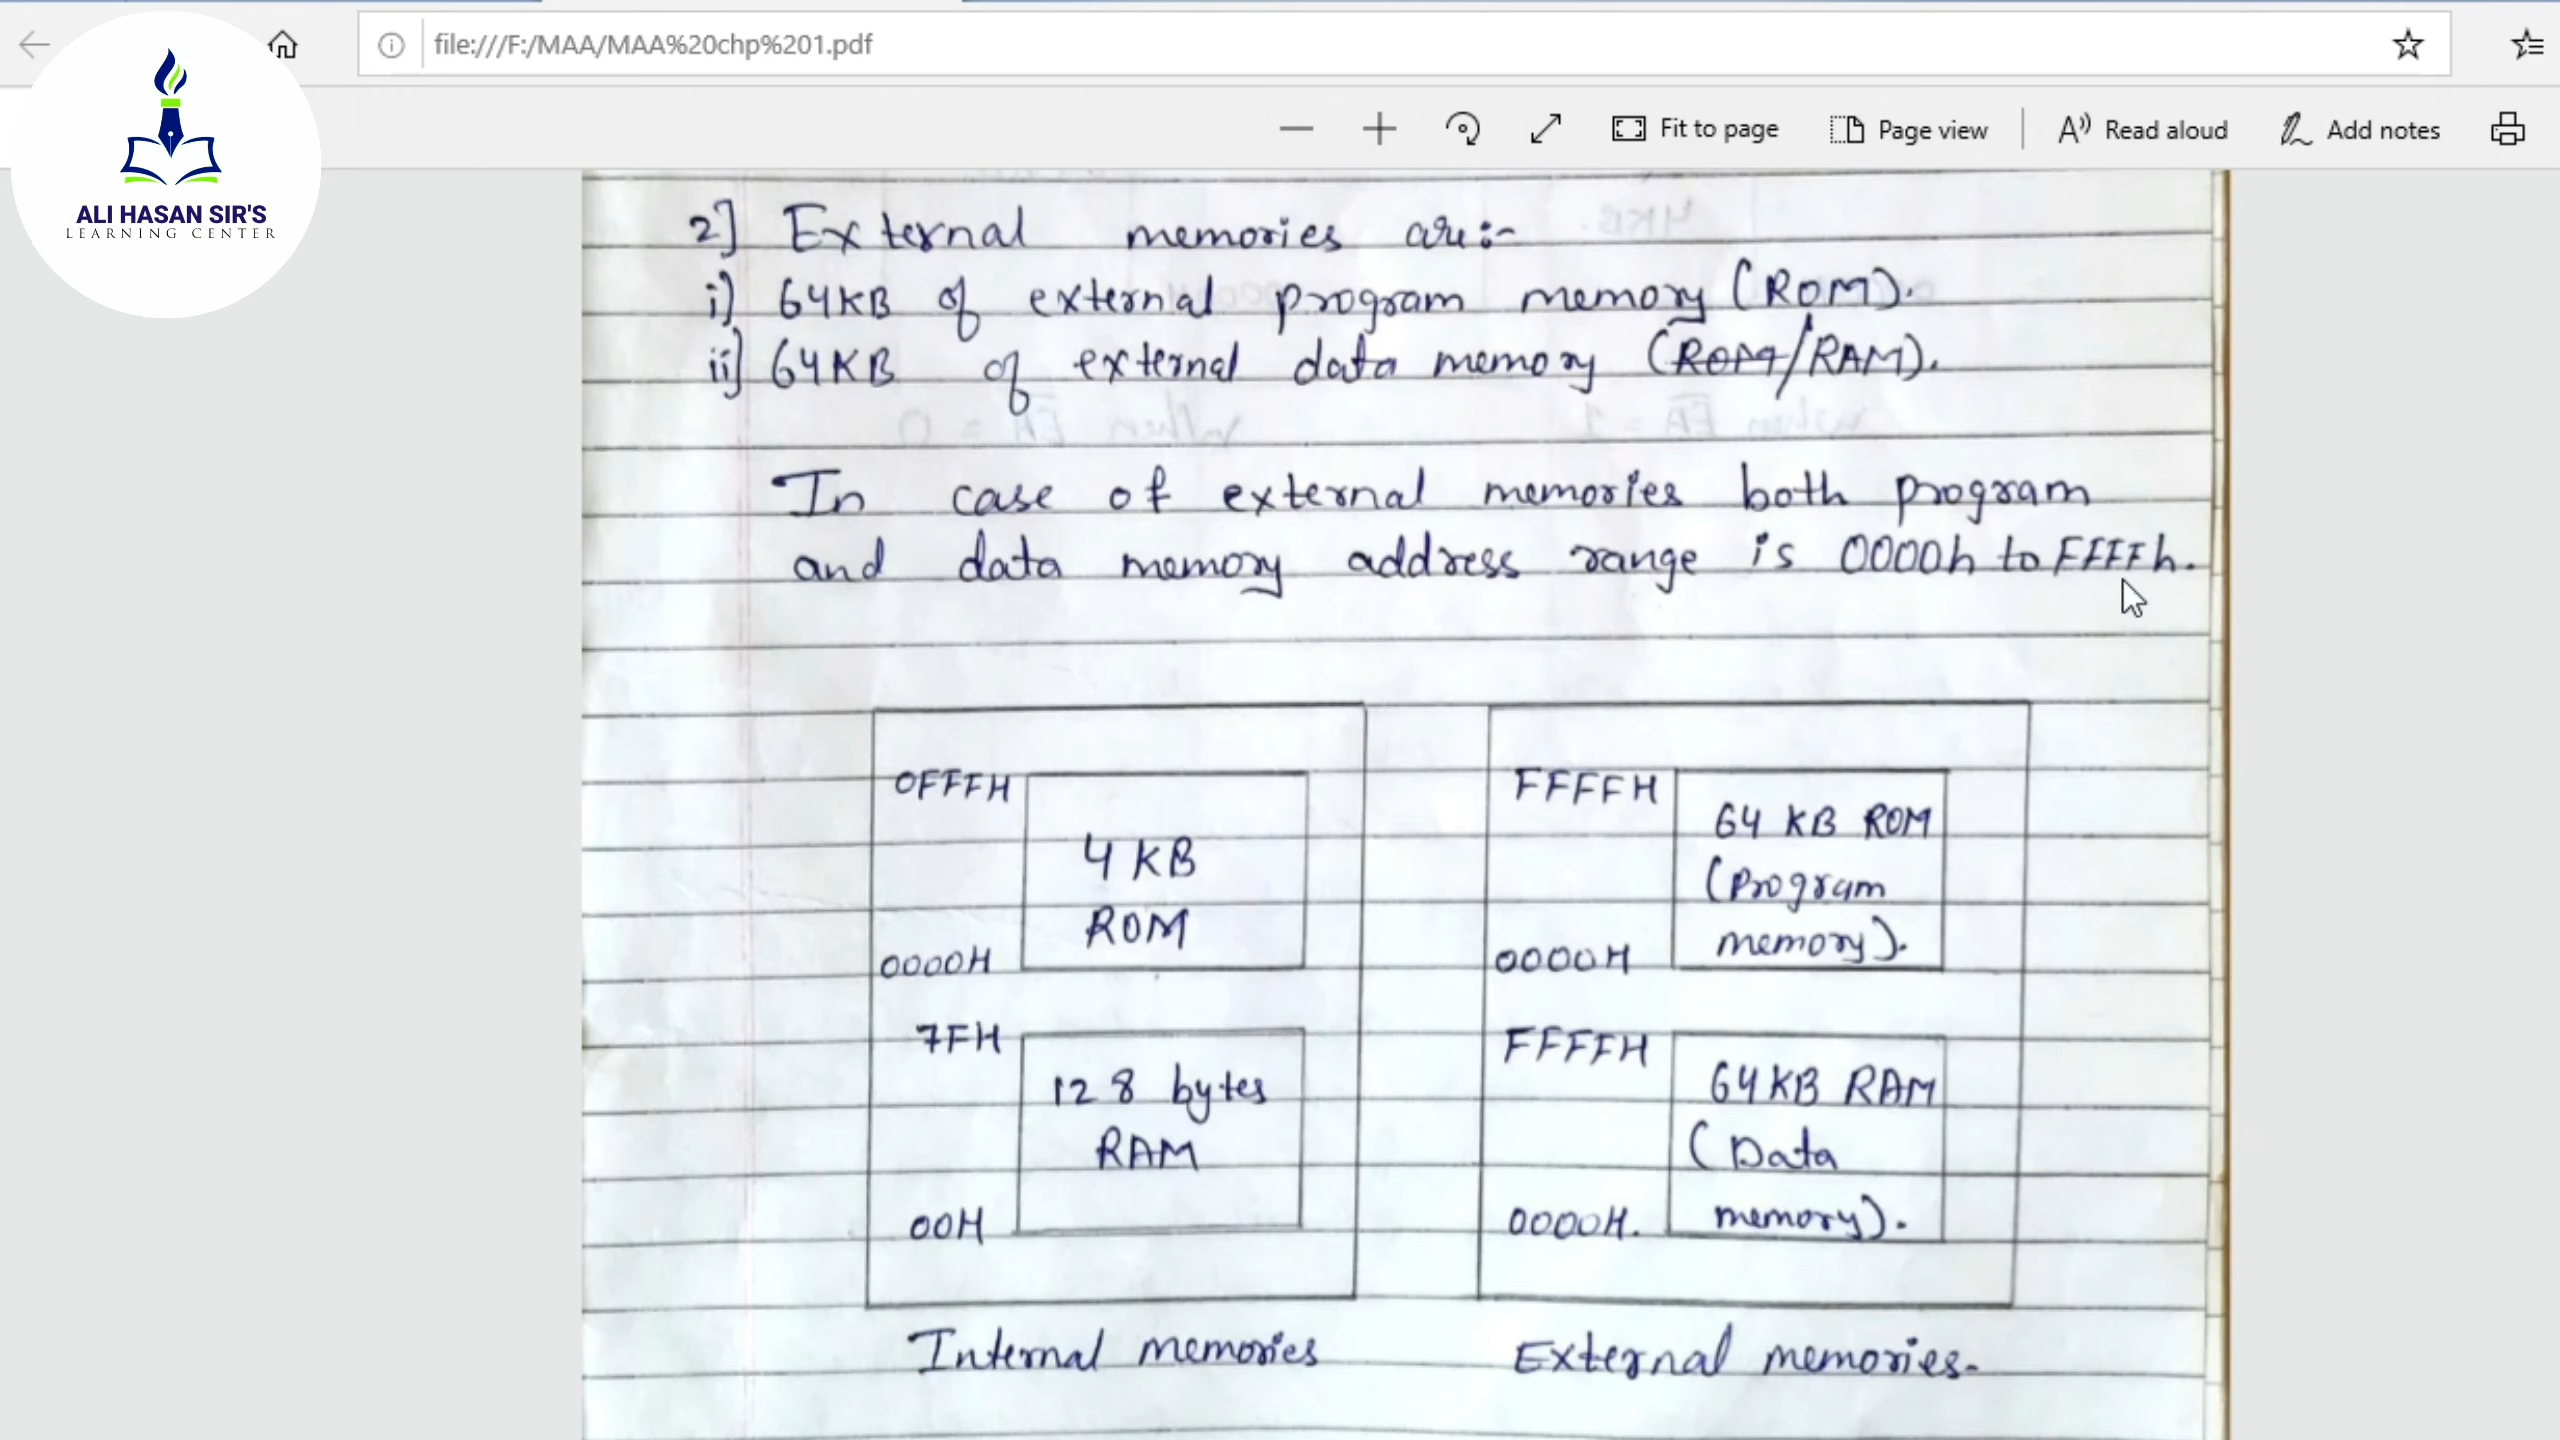 file:///F:/MAA/MAA%20chp%201.pdf
ALI HASAN SIR'S
LEARNING CENTER
Fit to page
Page view
Read aloud
Add notes
2] External memories are:-
i] 64KB of external program memory (ROM).
ii] 64KB of external data memory (ROM/RAM).
In case of external memories both program
and data memory address range is 0000h to FFFFh.
0FFFH
4 KB
ROM
0000H
7FH
128 bytes
RAM
00H
Internal memories
FFFFH
64 KB ROM
(Program
memory).
0000H
FFFFH
64KB RAM
(Data
memory).
0000H.
External memories.